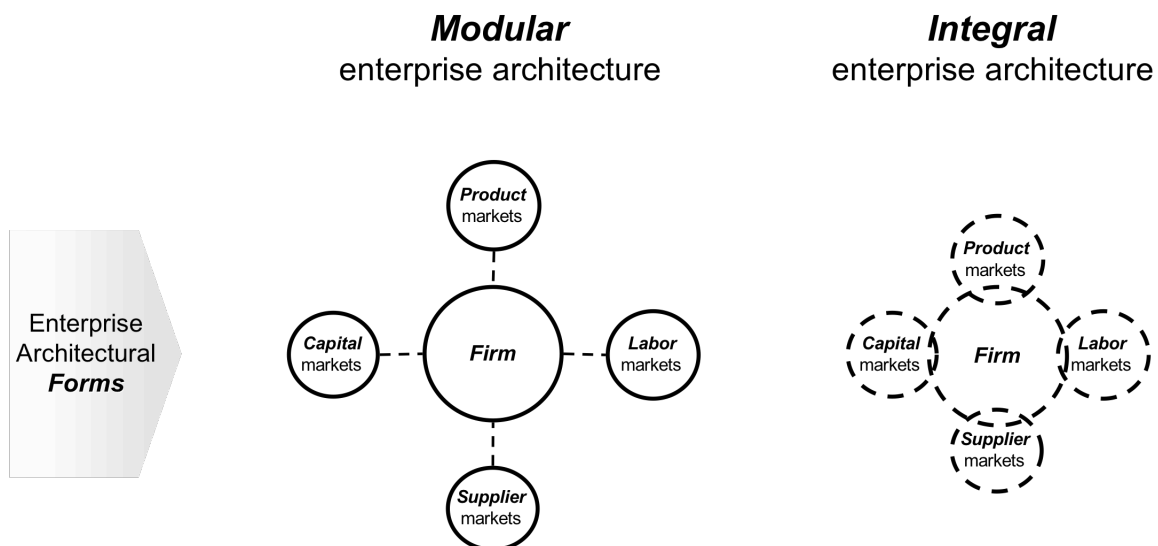 Modular
enterprise architecture
Integral
enterprise architecture
Enterprise
Architectural
Forms
Product
markets
Capital
markets
Firm
Labor
markets
Supplier
markets
Product
markets
Capital
markets
Firm
Labor
markets
Supplier
markets